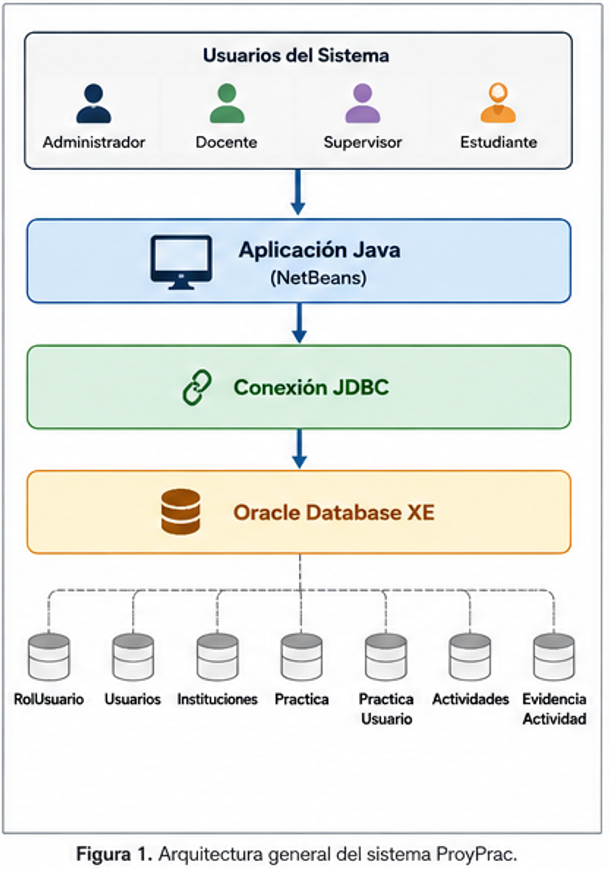 Usuarios del Sistema
Administrador
Docente
Supervisor
Estudiante
Aplicación Java
(NetBeans)
Conexión JDBC
Oracle Database XE
RolUsuario
Usuarios
Instituciones
Practica
Practica
Usuario
Actividades
Evidencia
Actividad
Figura 1. Arquitectura general del sistema ProyPrac.